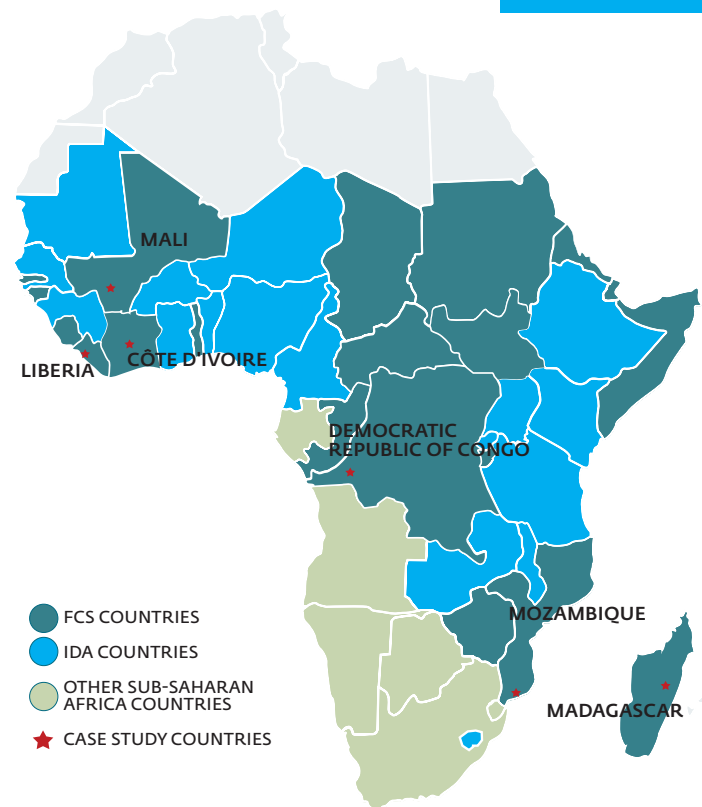 MALI
CÔTE D'IVOIRE
LIBERIA
DEMOCRATIC
REPUBLIC OF CONGO
MOZAMBIQUE
MADAGASCAR
FCS COUNTRIES
IDA COUNTRIES
OTHER SUB-SAHARAN
AFRICA COUNTRIES
CASE STUDY COUNTRIES